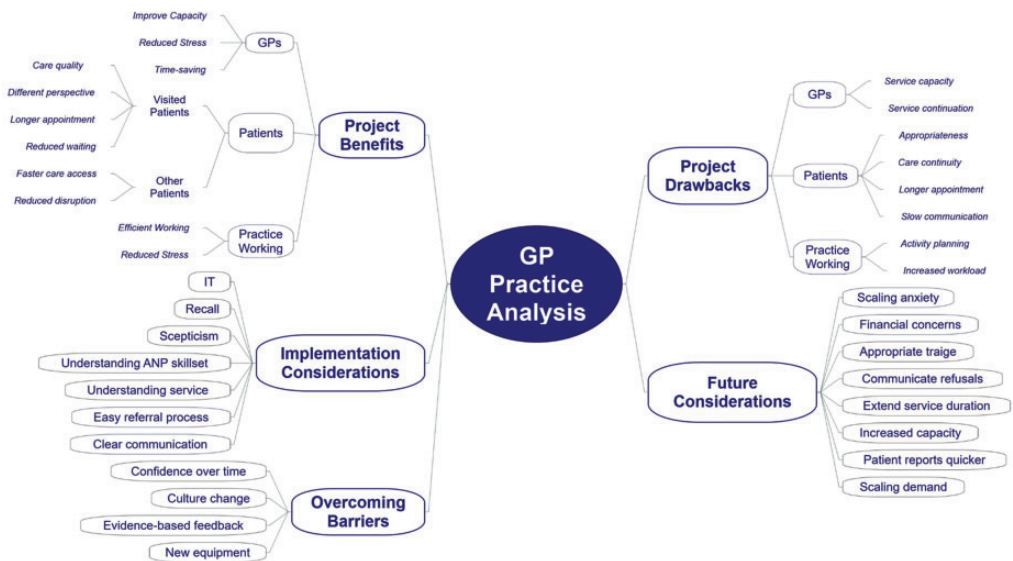 GP
Practice
Analysis
Project
Benefits
GPs
Improve Capacity
Reduced Stress
Time-saving
Patients
Visited
Patients
Care quality
Different perspective
Longer appointment
Reduced waiting
Other
Patients
Faster care access
Reduced disruption
Practice
Working
Efficient Working
Reduced Stress
Implementation
Considerations
IT
Recall
Scepticism
Understanding ANP skillset
Understanding service
Easy referral process
Clear communication
Overcoming
Barriers
Confidence over time
Culture change
Evidence-based feedback
New equipment
Project
Drawbacks
GPs
Service capacity
Service continuation
Patients
Appropriateness
Care continuity
Longer appointment
Slow communication
Practice
Working
Activity planning
Increased workload
Future
Considerations
Scaling anxiety
Financial concerns
Appropriate traige
Communicate refusals
Extend service duration
Increased capacity
Patient reports quicker
Scaling demand